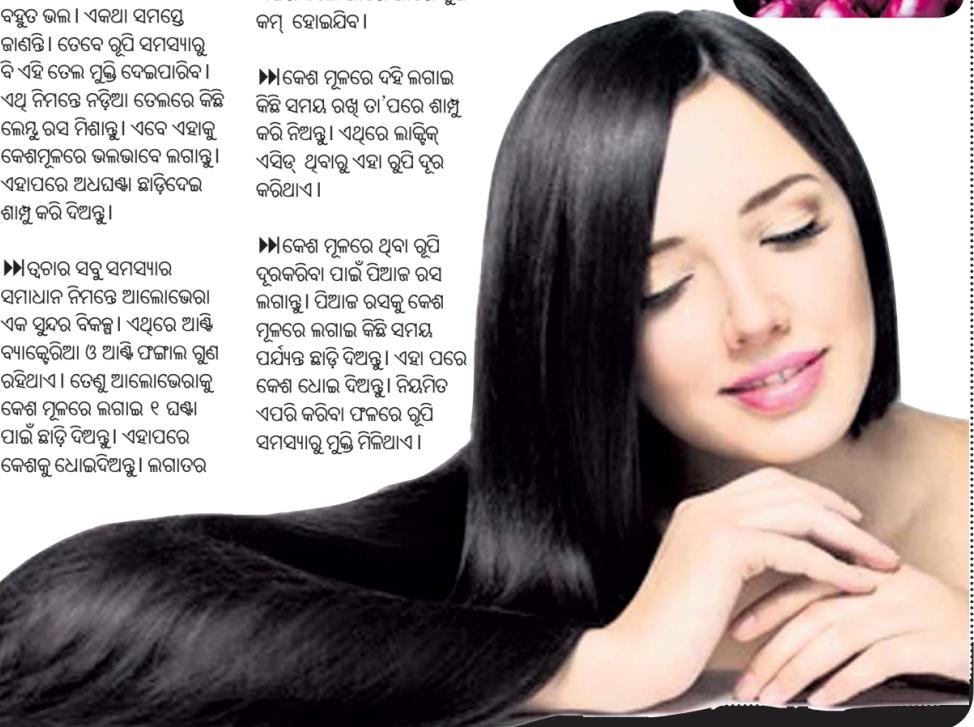 ବହୁତ ଭଲ । ଏକଥା ସମସ୍ତେ
ଜାଣନ୍ତି । ତେବେ ରୂପି ସମସ୍ୟାରୁ
ବି ଏହି ତେଲ ମୁକ୍ତି ଦେଇପାରିବ ।
ଏଥି ନିମନ୍ତେ ନଡ଼ିଆ ତେଲରେ କିଛି
ଲେମ୍ବୁ ରସ ମିଶାନ୍ତୁ । ଏବେ ଏହାକୁ
କେଶମୂଳରେ ଭଲଭାବେ ଲଗାନ୍ତୁ ।
ଏହାପରେ ଅଧଘଣ୍ଟା ଛାଡ଼ିଦେଇ
ଶାମ୍ପୁ କରି ଦିଅନ୍ତୁ ।
ତ୍ୱଚାର ସବୁ ସମସ୍ୟାର
ସମାଧାନ ନିମନ୍ତେ ଆଲୋଭେରା
ଏକ ସୁନ୍ଦର ବିକଳ୍ପ । ଏଥିରେ ଆଣ୍ଟି
ବ୍ୟାକ୍ଟେରିଆ ଓ ଆଣ୍ଟି ଫଙ୍ଗାଲ ଗୁଣ
ରହିଥାଏ । ତେଣୁ ଆଲୋଭେରାକୁ
କେଶ ମୂଳରେ ଲଗାଇ ୧ ଘଣ୍ଟା
ପାଇଁ ଛାଡ଼ି ଦିଅନ୍ତୁ । ଏହାପରେ
କେଶକୁ ଧୋଇଦିଅନ୍ତୁ । ଲଗାତର
କମ୍ ହୋଇଯିବ ।
କେଶ ମୂଳରେ ଦହି ଲଗାଇ
କିଛି ସମୟ ରଖି ତା’ପରେ ଶାମ୍ପୁ
କରି ନିଅନ୍ତୁ । ଏଥିରେ ଲାକ୍ଟିକ୍
ଏସିଡ୍ ଥିବାରୁ ଏହା ରୁପି ଦୂର
କରିଥାଏ ।
କେଶ ମୂଳରେ ଥିବା ରୂପି
ଦୂରକରିବା ପାଇଁ ପିଆଜ ରସ
ଲଗାନ୍ତୁ । ପିଆଜ ରସକୁ କେଶ
ମୂଳରେ ଲଗାଇ କିଛି ସମୟ
ପର୍ଯ୍ୟନ୍ତ ଛାଡ଼ି ଦିଅନ୍ତୁ । ଏହା ପରେ
କେଶ ଧୋଇ ଦିଅନ୍ତୁ । ନିୟମିତ
ଏପରି କରିବା ଫଳରେ ରୂପି
ସମସ୍ୟାରୁ ମୁକ୍ତି ମିଳିଥାଏ ।